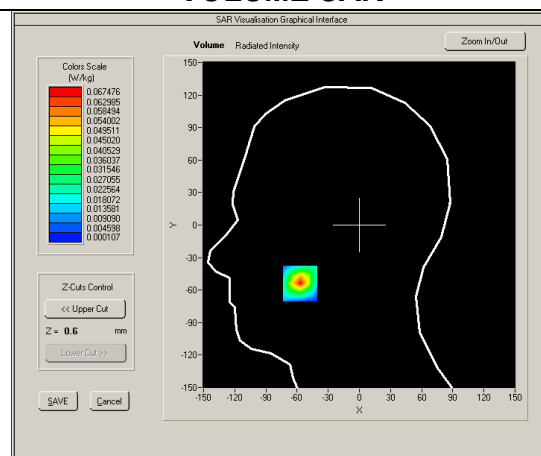 SAR Visualisation Graphical Interface
Volume Radiated Intensity
Zoom In/Out
Colors Scale
(W/kg)
0.067476
0.062985
0.058494
0.054002
0.049511
0.045020
0.040529
0.036037
0.031546
0.027055
0.022564
0.018072
0.013581
0.009090
0.004598
0.000107
Z-Cuts Control
<< Upper Cut
Z = 0.6 mm
Lower Cut >>
SAVE Cancel
150
120
90
60
30
0
-30
-60
-90
-120
-150
Y
-150 -120 -90 -60 -30 0 30 60 90 120 150
X